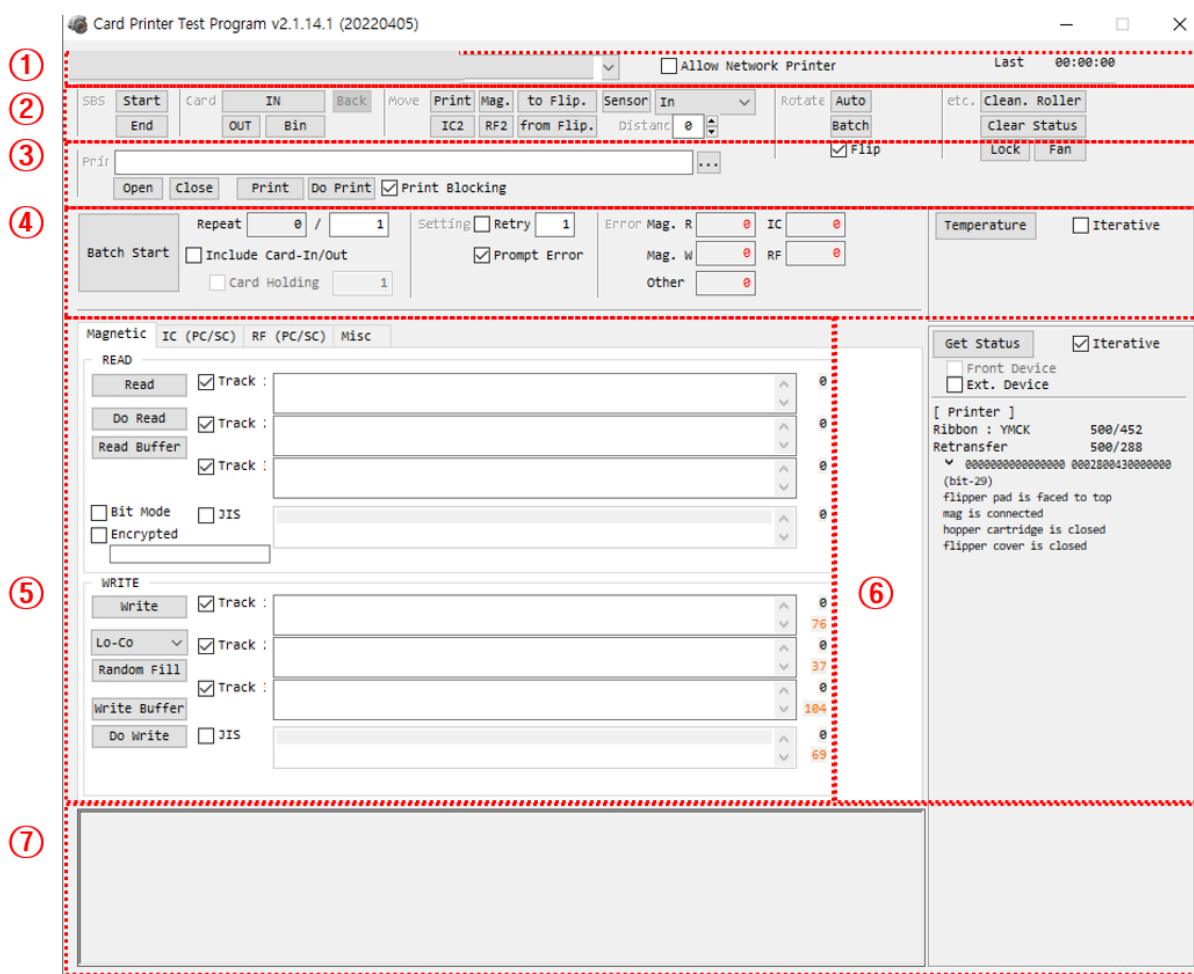 Card Printer Test Program v2.1.14.1 (20220405)
① Allow Network Printer Last 00:00:00
② SBS Start Card IN Back Move Print Mag. to Flip. Sensor In Rotate Auto etc. Clean. Roller
End OUT Bin IC2 RF2 from Flip. Distanc 0 Batch Clear Status
Flip Lock Fan
③ Prin ...
Open Close Print Do Print Print Blocking
④ Repeat 0 / 1 Setting Retry 1 Error Mag. R 0 IC 0 Temperature Iterative
Batch Start Include Card-In/Out Prompt Error Mag. W 0 RF 0
Card Holding 1 Other 0
Magnetic IC (PC/SC) RF (PC/SC) Misc
READ
Read Track : 0
Do Read Track : 0
Read Buffer
Track : 0
Bit Mode JIS 0
Encrypted
⑤
WRITE
Write Track : 0
76
Lo-Co Track : 0
Random Fill 37
Track : 0
Write Buffer 104
Do Write JIS 0
69
⑥
Get Status Iterative
Front Device
Ext. Device
[ Printer ]
Ribbon : YMCK 500/452
Retransfer 500/288
0000000000000000 0002800430000000
(bit-29)
flipper pad is faced to top
mag is connected
hopper cartridge is closed
flipper cover is closed
⑦